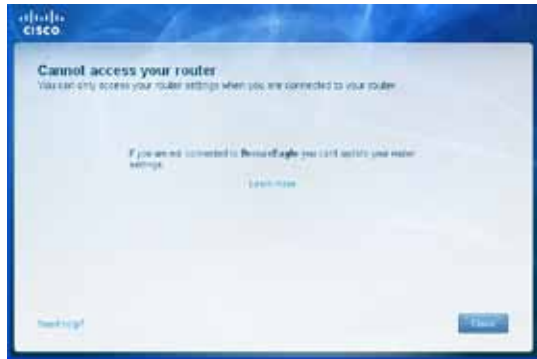 CISCO
Cannot access your router
You can only access your router settings when you are connected to your router.
If you are not connected to you can't update your router
settings.
Learn more
Need help?
Close